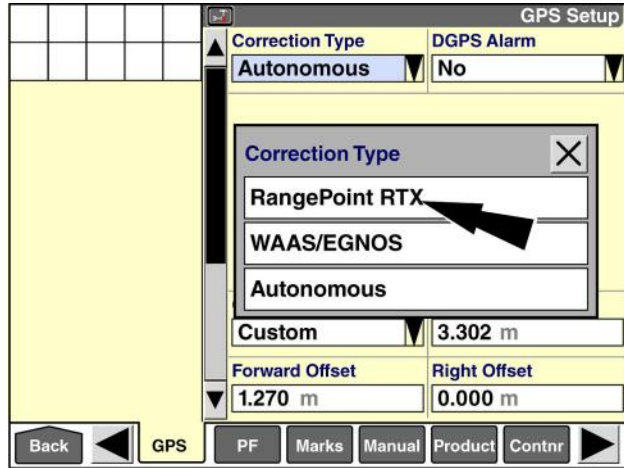 GPS Setup
Correction Type DGPS Alarm
Autonomous No
Correction Type
RangePoint RTX
WAAS/EGNOS
Autonomous
Custom 3.302 m
Forward Offset Right Offset
1.270 m 0.000 m
Back GPS PF Marks Manual Product Contnr